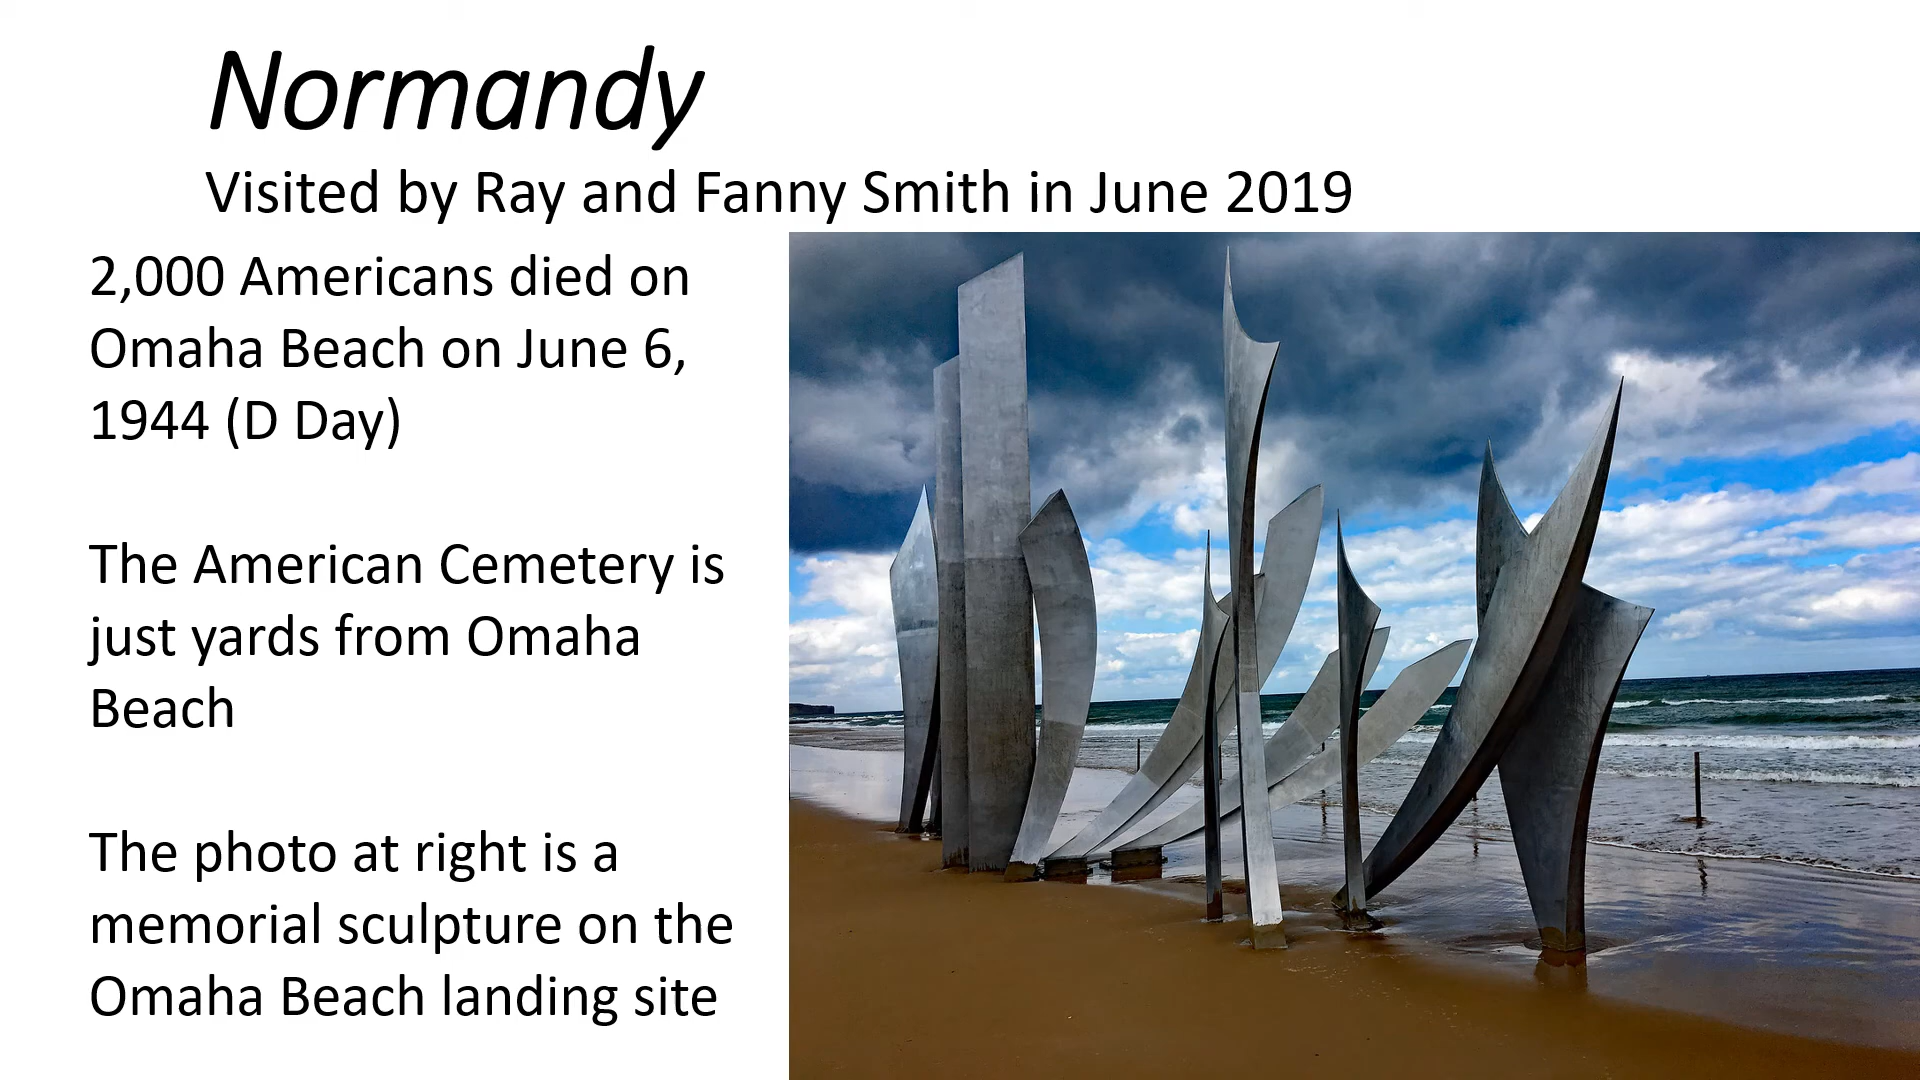 Normandy
Visited by Ray and Fanny Smith in June 2019
2,000 Americans died on
Omaha Beach on June 6,
1944 (D Day)
The American Cemetery is
just yards from Omaha
Beach
The photo at right is a
memorial sculpture on the
Omaha Beach landing site